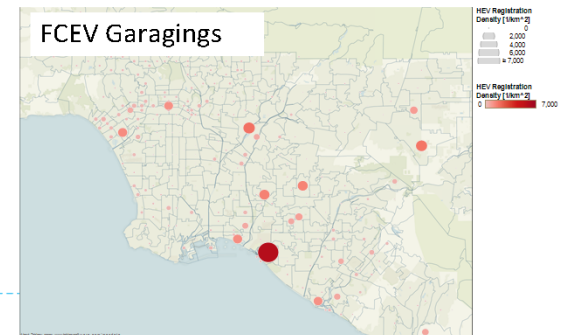 FCEV Garagings
HEV Registration
Density [1/km^2]
0
2,000
4,000
6,000
≥ 7,000
HEV Registration
Density [1/km^2]
0
7,000